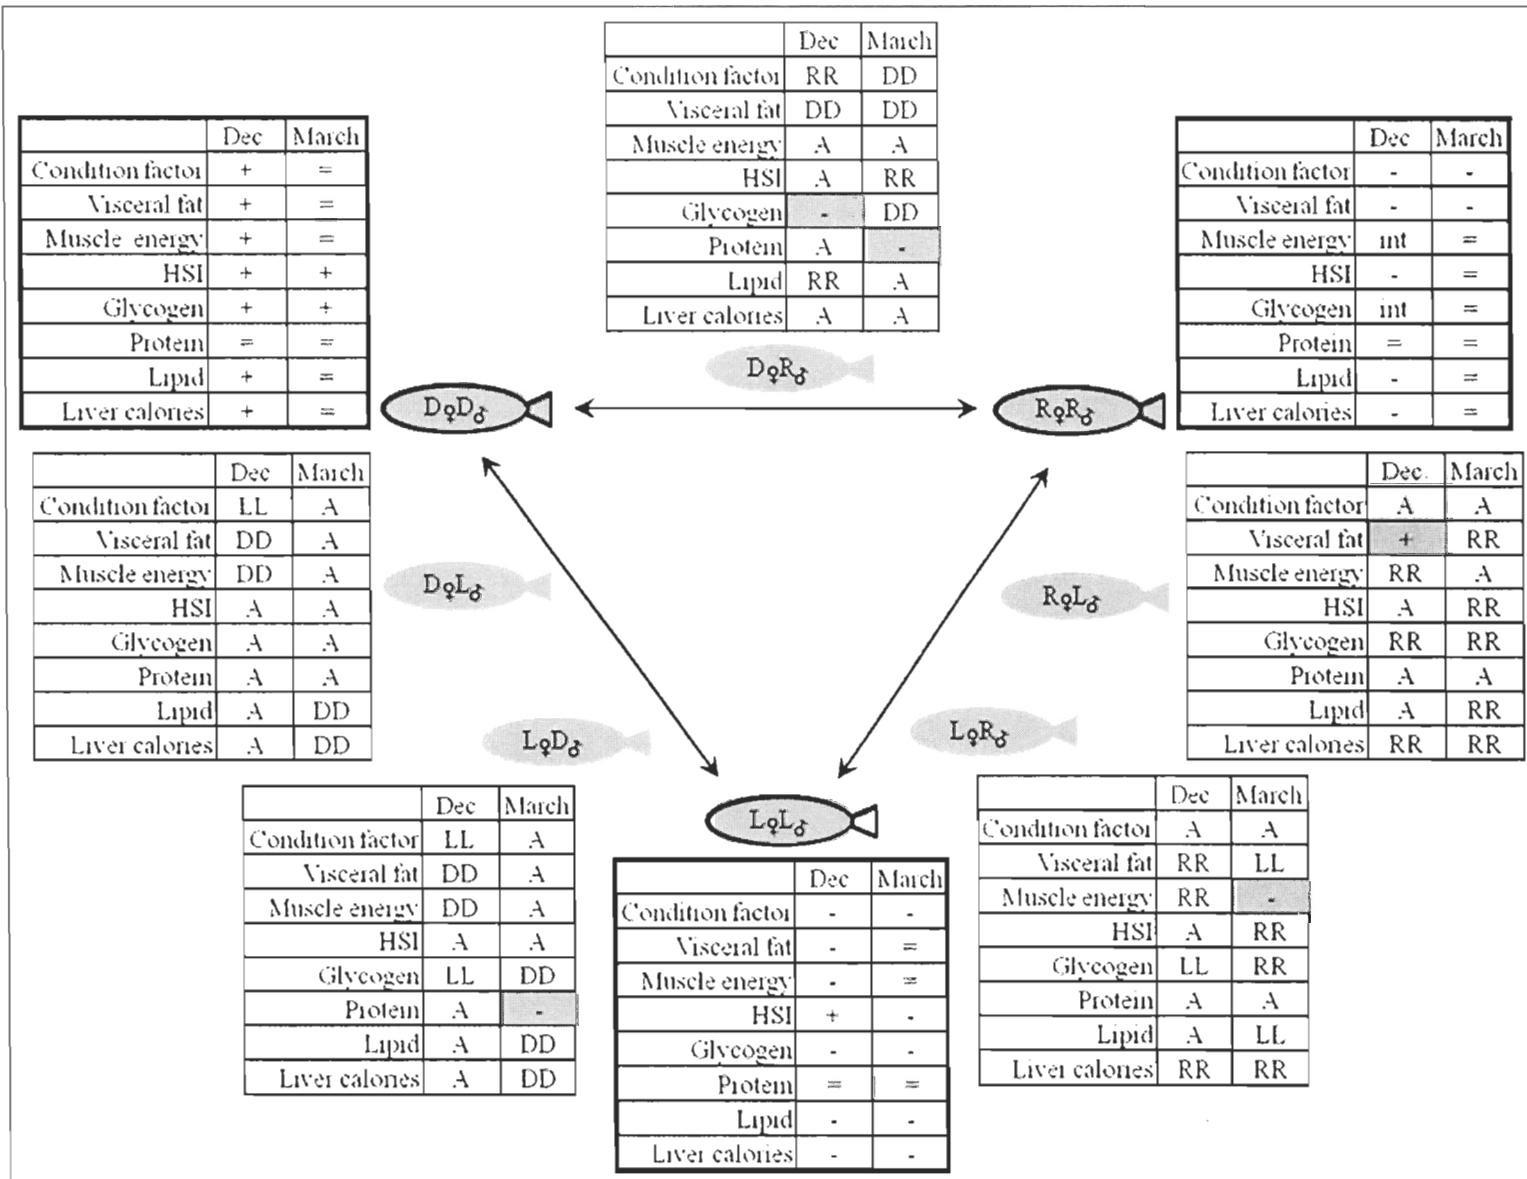 Dec March
Condition factor RR DD
Visceral fat DD DD
Muscle energy A A
HSI A RR
Glycogen - DD
Protein A -
Lipid RR A
Liver calories A A
D♀R♂
Dec March
Condition factor + =
Visceral fat + =
Muscle energy + =
HSI + +
Glycogen + +
Protein = =
Lipid + =
Liver calories + =
D♀D♂
Dec March
Condition factor - -
Visceral fat - -
Muscle energy int =
HSI - =
Glycogen int =
Protein = =
Lipid - =
Liver calories - =
R♀R♂
Dec March
Condition factor LL A
Visceral fat DD A
Muscle energy DD A
HSI A A
Glycogen A A
Protein A A
Lipid A DD
Liver calories A DD
D♀L♂
Dec. March
Condition factor A A
Visceral fat + RR
Muscle energy RR A
HSI A RR
Glycogen RR RR
Protein A A
Lipid A RR
Liver calories RR RR
R♀L♂
L♀D♂
Dec March
Condition factor LL A
Visceral fat DD A
Muscle energy DD A
HSI A A
Glycogen LL DD
Protein A -
Lipid A DD
Liver calories A DD
L♀R♂
Dec March
Condition factor A A
Visceral fat RR LL
Muscle energy RR -
HSI A RR
Glycogen LL RR
Protein A A
Lipid A LL
Liver calories RR RR
L♀L♂
Dec March
Condition factor - -
Visceral fat - =
Muscle energy - =
HSI + -
Glycogen - -
Protein = =
Lipid - -
Liver calories - -